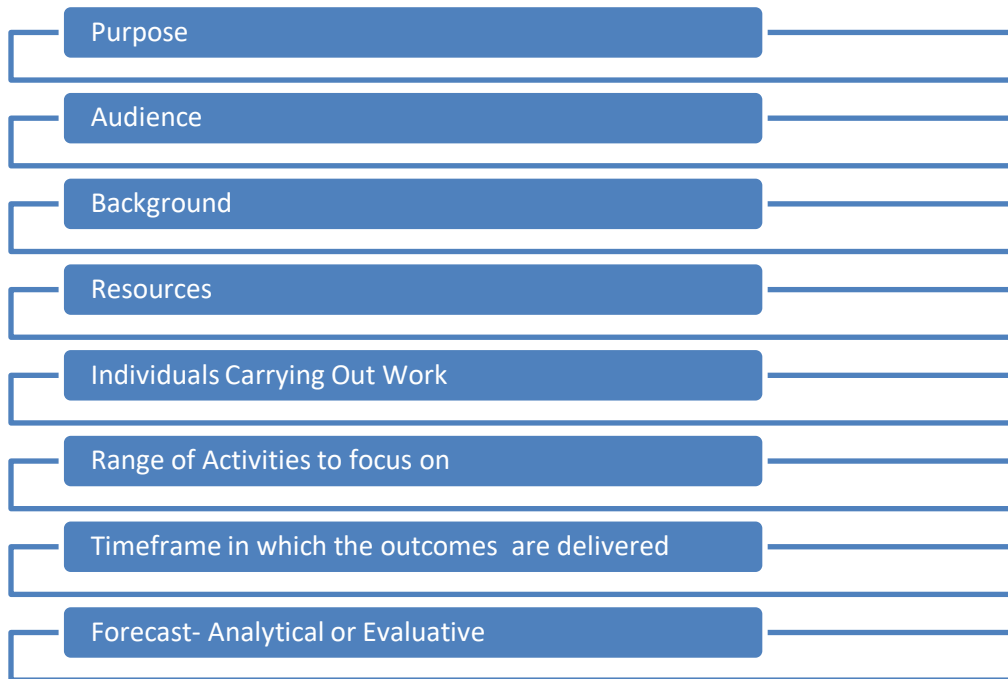 Purpose
Audience
Background
Resources
Individuals Carrying Out Work
Range of Activities to focus on
Timeframe in which the outcomes  are delivered
Forecast- Analytical or Evaluative